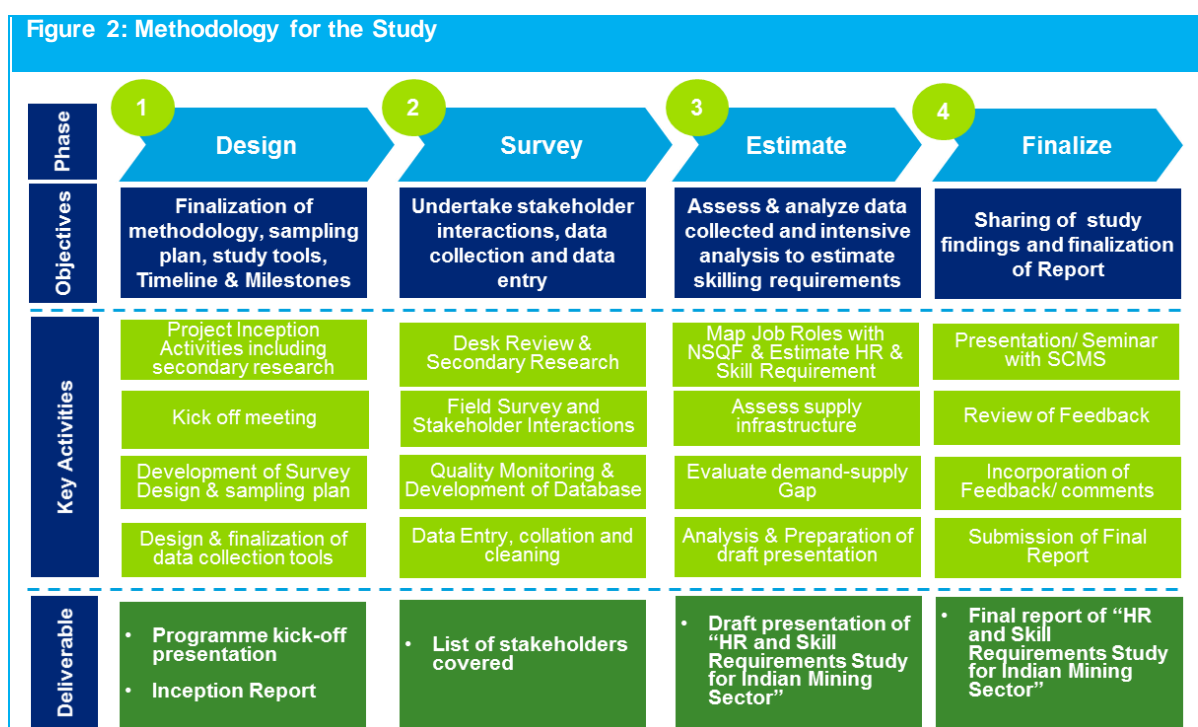 Figure 2: Methodology for the Study
Phase
1
Design
2
Survey
3
Estimate
4
Finalize
Objectives
Finalization of
methodology, sampling
plan, study tools,
Timeline & Milestones
Undertake stakeholder
interactions, data
collection and data
entry
Assess & analyze data
collected and intensive
analysis to estimate
skilling requirements
Sharing of study
findings and finalization
of Report
Key Activities
Project Inception
Activities including
secondary research
Desk Review &
Secondary Research
Map Job Roles with
NSQF & Estimate HR &
Skill Requirement
Presentation/ Seminar
with SCMS
Kick off meeting
Field Survey and
Stakeholder Interactions
Assess supply
infrastructure
Review of Feedback
Development of Survey
Design & sampling plan
Quality Monitoring &
Development of Database
Evaluate demand-supply
Gap
Incorporation of
Feedback/ comments
Design & finalization of
data collection tools
Data Entry, collation and
cleaning
Analysis & Preparation of
draft presentation
Submission of Final
Report
Deliverable
• Programme kick-off
presentation
• Inception Report
• List of stakeholders
covered
• Draft presentation of
“HR and Skill
Requirements Study
for Indian Mining
Sector”
• Final report of “HR
and Skill
Requirements Study
for Indian Mining
Sector”